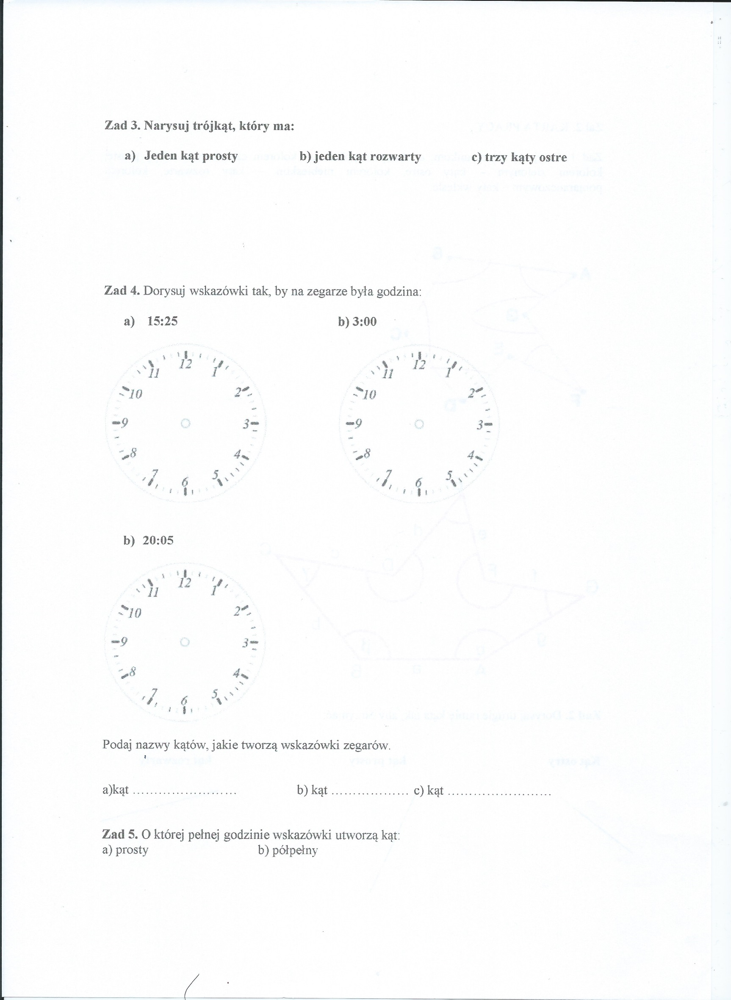 Zad 3. Narysuj trójkąt, który ma:
a) Jeden kąt prosty b) jeden kąt rozwarty c) trzy kąty ostre
Zad 4. Dorysuj wskazówki tak, by na zegarze była godzina:
a) 15:25 b) 3:00
12 1 2 3 4 5 6 7 8 9 10 11
12 1 2 3 4 5 6 7 8 9 10 11
b) 20:05
12 1 2 3 4 5 6 7 8 9 10 11
Podaj nazwy kątów, jakie tworzą wskazówki zegarów.
a)kąt ........................ b) kąt .................. c) kąt ........................
Zad 5. O której pełnej godzinie wskazówki utworzą kąt:
a) prosty b) półpełny